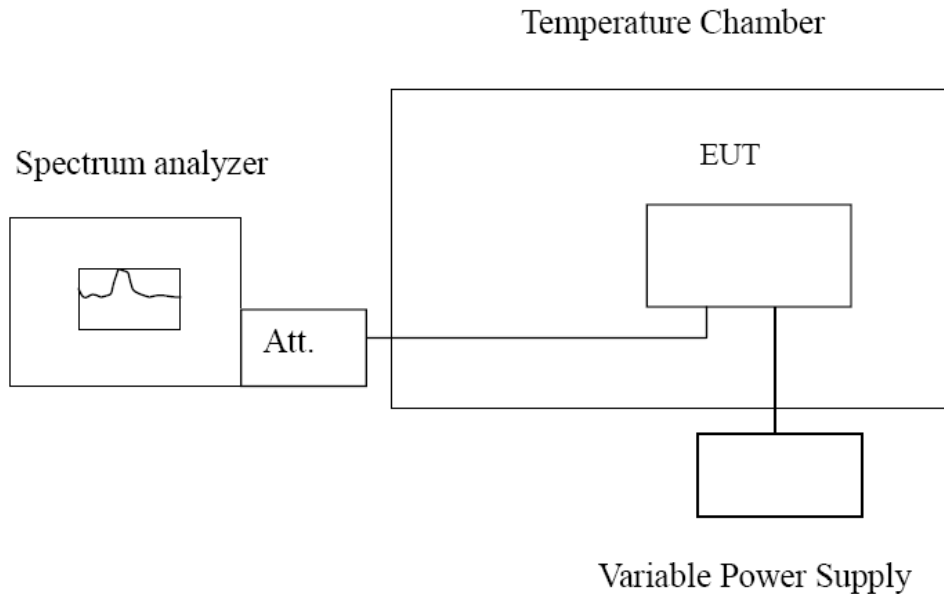 Temperature Chamber
Spectrum analyzer
EUT
Att.
Variable Power Supply